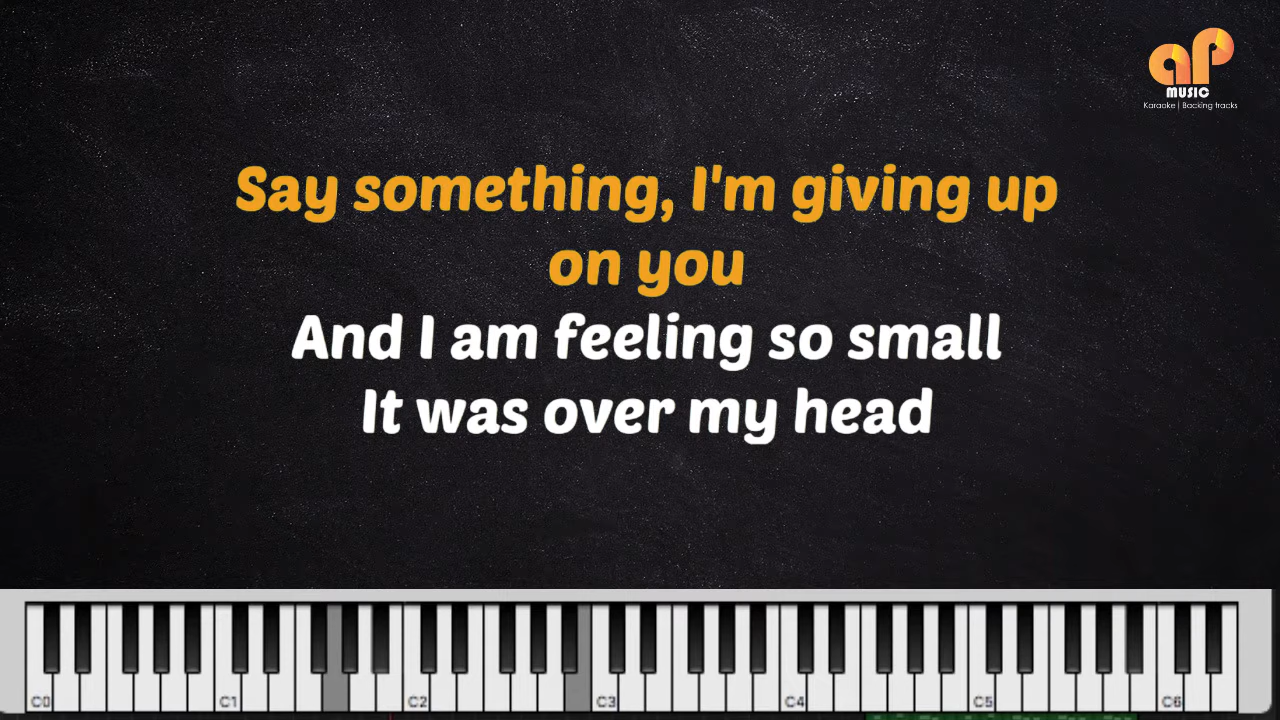 aP
MUSIC
Karaoke | Backing tracks
Say something, I'm giving up
on you
And I am feeling so small
It was over my head
C0 C1 C2 C3 C4 C5 C6